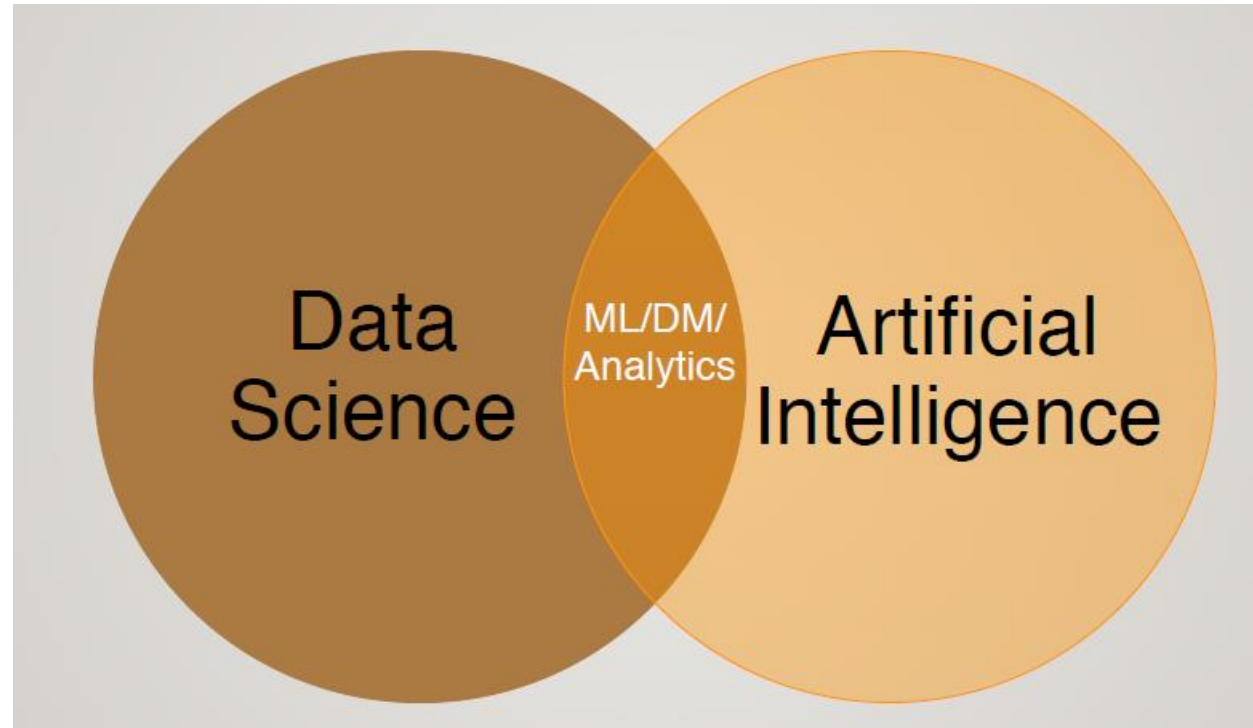 Data
Science
ML/DM/
Analytics
Artificial
Intelligence